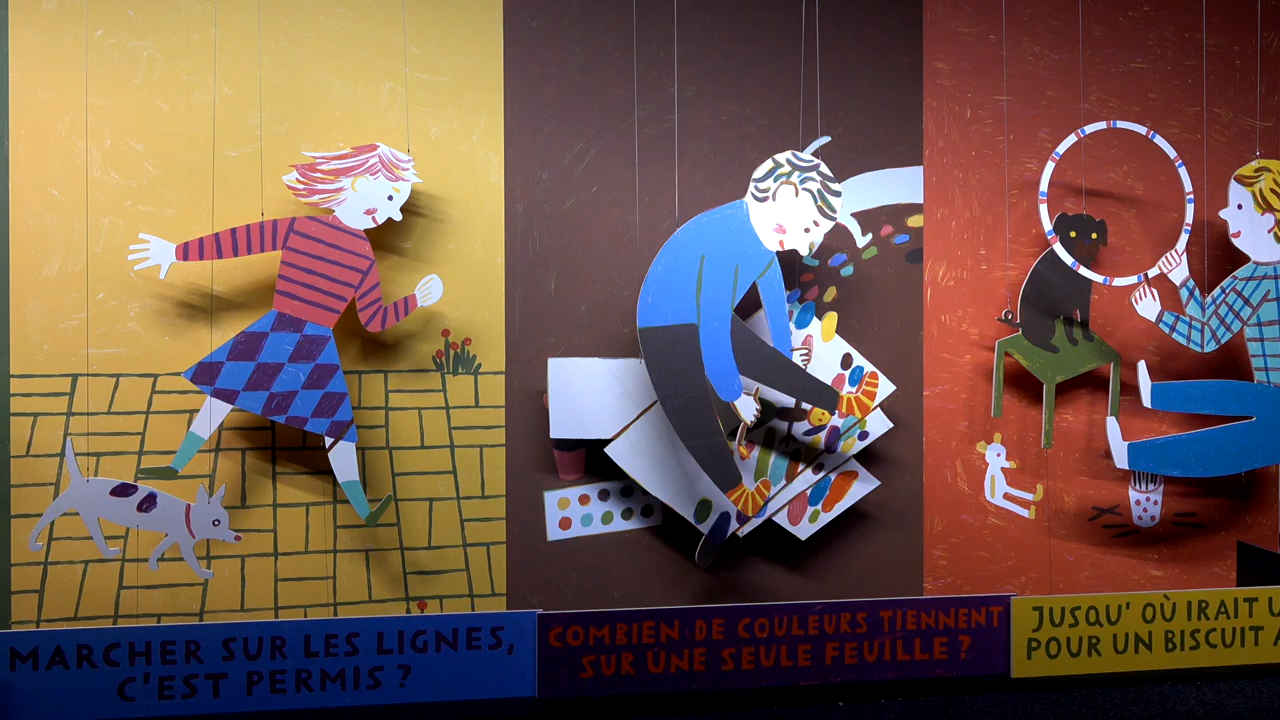 MARCHER SUR LES LIGNES,
C'EST PERMIS ?
COMBIEN DE COULEURS TIENNENT
SUR UNE SEULE FEUILLE ?
JUSQU' OÙ IRAIT
POUR UN BISCUIT